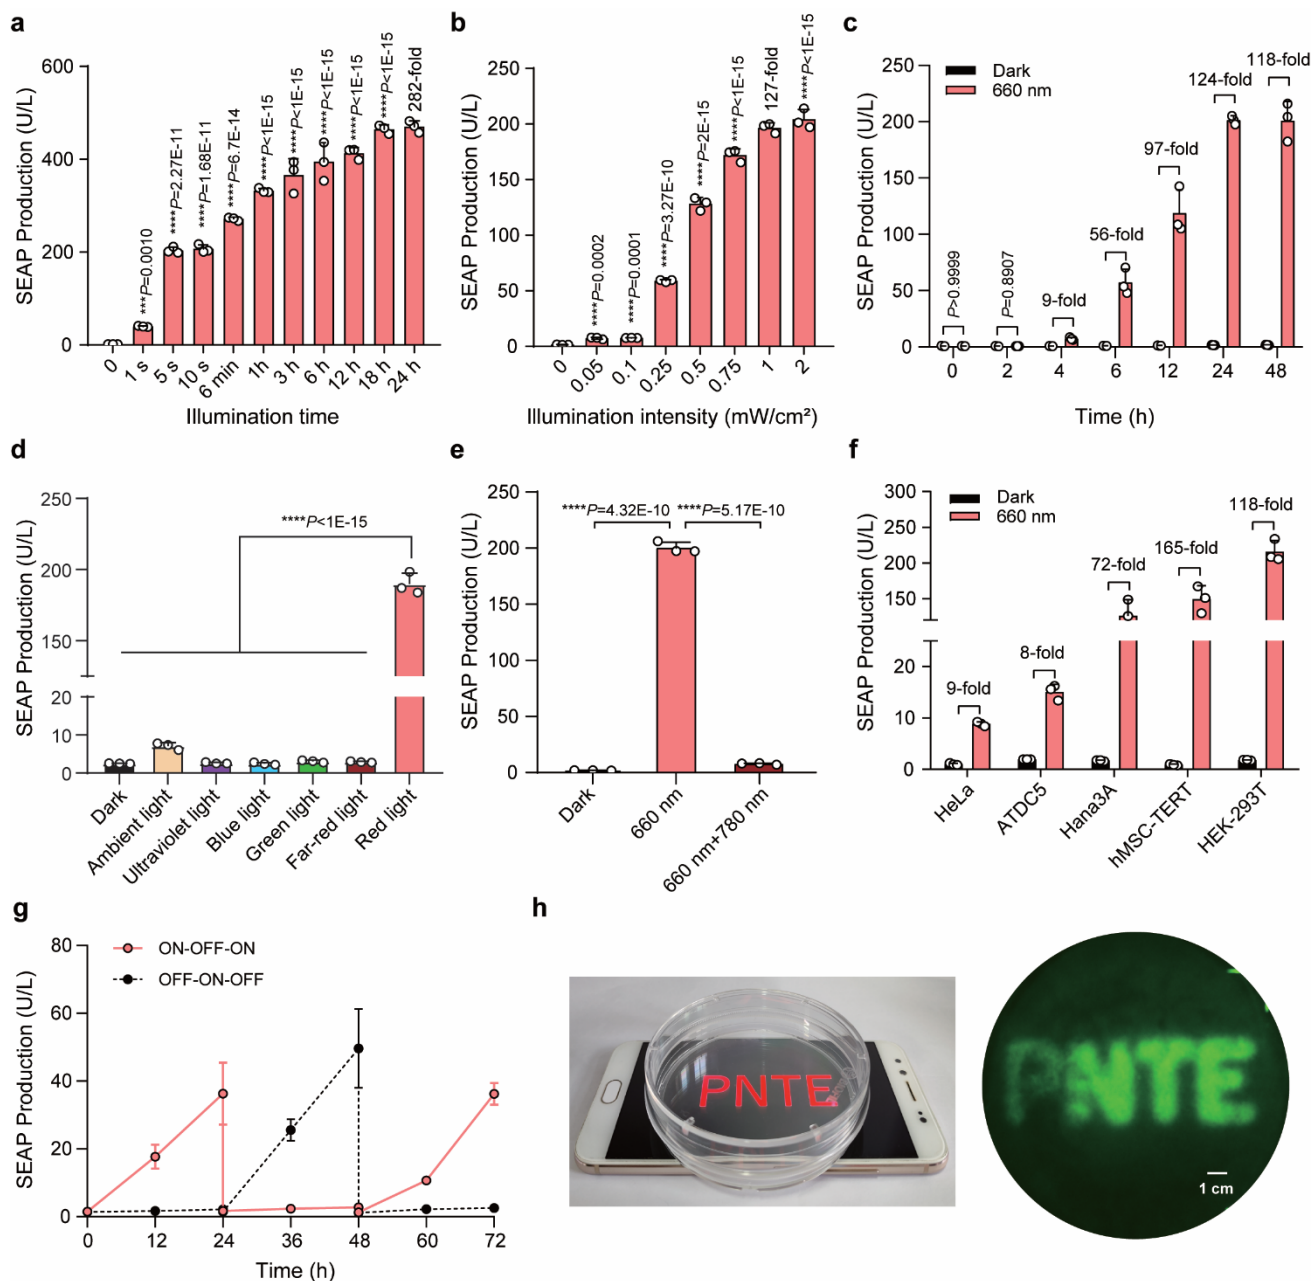 a
SEAP Production (U/L)
600
400
200
0
***P=0.0010
****P=2.27E-11
****P=1.68E-11
****P=6.7E-14
****P<1E-15
****P<1E-15
****P<1E-15
****P<1E-15
****P<1E-15
282-fold
0
1 s
5 s
10 s
6 min
1h
3 h
6 h
12 h
18 h
24 h
Illumination time
b
SEAP Production (U/L)
250
200
150
100
50
0
****P=0.0002
****P=0.0001
****P=3.27E-10
****P=2E-15
****P<1E-15
127-fold
****P<1E-15
0
0.05
0.1
0.25
0.5
0.75
1
2
Illumination intensity (mW/cm²)
c
SEAP Production (U/L)
250
200
150
100
50
0
Dark
660 nm
P>0.9999
P=0.8907
9-fold
56-fold
97-fold
124-fold
118-fold
0 2 4 6 12 24 48
Time (h)
d
SEAP Production (U/L)
250
200
150
20
10
0
****P<1E-15
Dark
Ambient light
Ultraviolet light
Blue light
Green light
Far-red light
Red light
e
SEAP Production (U/L)
250
200
150
100
50
0
****P=4.32E-10 ****P=5.17E-10
Dark
660 nm
660 nm+780 nm
f
SEAP Production (U/L)
300
250
200
150
100
20
10
0
Dark
660 nm
9-fold
8-fold
72-fold
165-fold
118-fold
HeLa
ATDC5
Hana3A
hMSC-TERT
HEK-293T
g
SEAP Production (U/L)
80
60
40
20
0
ON-OFF-ON
OFF-ON-OFF
0 12 24 36 48 60 72
Time (h)
h
PNTE
PNTE
1 cm